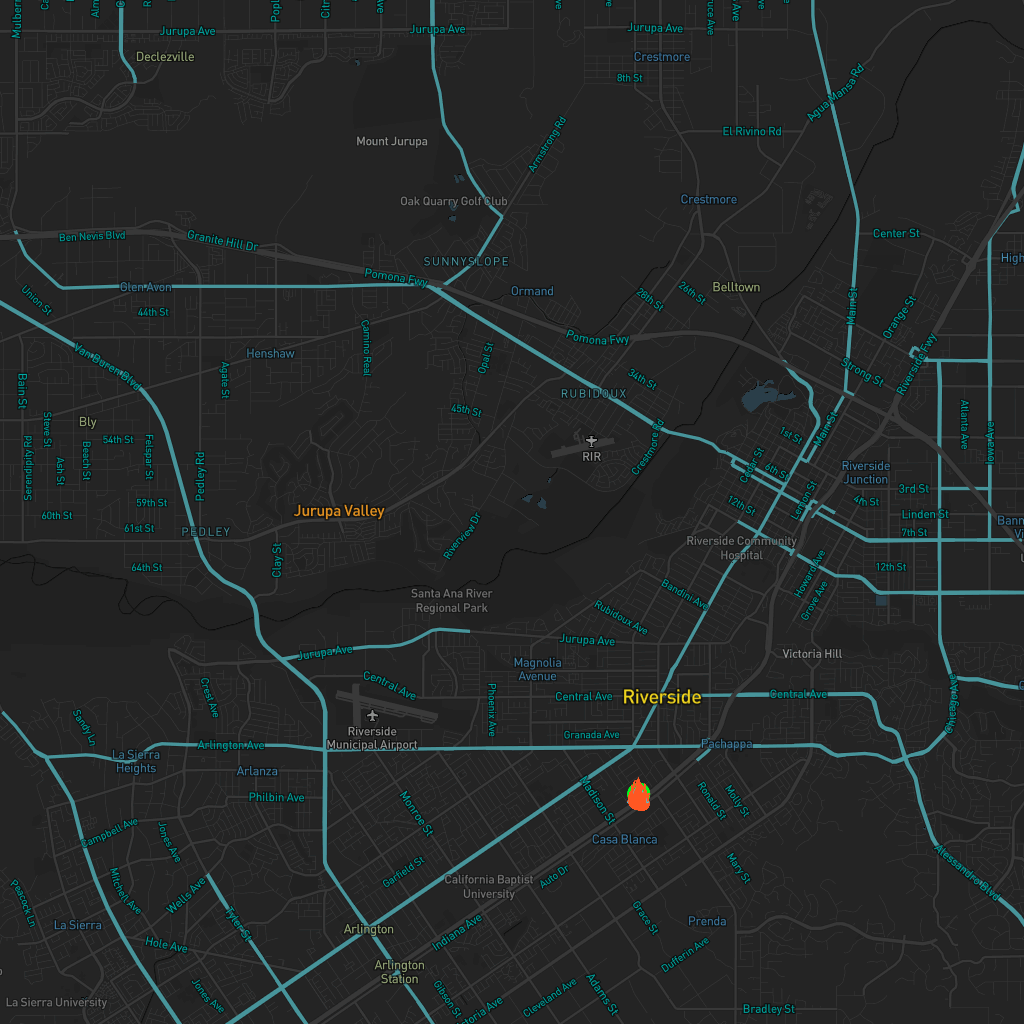 Jurupa Ave
Jurupa Ave
Jurupa Ave
Declezville
Crestmore
8th St
Agua Mansa Rd
El Rivino Rd
Armstrong Rd
Mount Jurupa
Oak Quarry Golf Club
Crestmore
Ben Nevis Blvd
Granite Hill Dr
Center St
SUNNYSLOPE
Pomona Fwy
Glen Avon
Ormand
Belltown
Union St
44th St
28th St
26th St
Main St
Orange St
Camino Real
Pomona Fwy
Riverside Fwy
Van Buren Blvd
Henshaw
Opal St
Strong St
Bain St
Agate St
34th St
RUBIDOUX
45th St
Bly
Steve St
54th St
Felspar St
Beach St
Ash St
Serendipity Rd
Pedley Rd
RIR
Crestmore Rd
1st St
Main St
Atlanta Ave
Iowa Ave
Cedar St
6th St
Riverside
Junction
3rd St
59th St
60th St
61st St
Jurupa Valley
12th St
Lemon St
4th St
Linden St
7th St
PEDLEY
Riverview Dr
Riverside Community
Hospital
Clay St
64th St
12th St
Howard Ave
Grove Ave
Santa Ana River
Regional Park
Bandini Ave
Rubidoux Ave
Jurupa Ave
Jurupa Ave
Victoria Hill
Magnolia
Avenue
Central Ave
Crest Ave
Phoenix Ave
Central Ave
Riverside
Central Ave
Chicago Ave
Sandy Ln
Riverside
Municipal Airport
Granada Ave
Arlington Ave
Pachappa
La Sierra
Heights
Arlanza
Philbin Ave
Monroe St
Madison St
Ronald St
Molly St
Campbell Ave
Jones Ave
Casa Blanca
Mary St
Alessandro Blvd
Garfield St
California Baptist
University
Auto Dr
Mitchell Ave
Wells Ave
Peacock Ln
Tyler St
Grace St
La Sierra
Arlington
Indiana Ave
Prenda
Hole Ave
Dufferin Ave
Arlington
Station
Jones Ave
Gibson St
Cleveland Ave
Adams St
La Sierra University
Bradley St